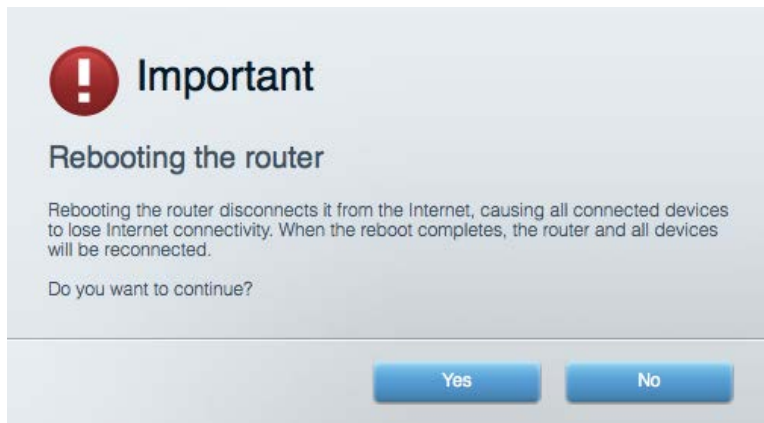 Important
Rebooting the router
Rebooting the router disconnects it from the Internet, causing all connected devices
to lose Internet connectivity. When the reboot completes, the router and all devices
will be reconnected.
Do you want to continue?
Yes No